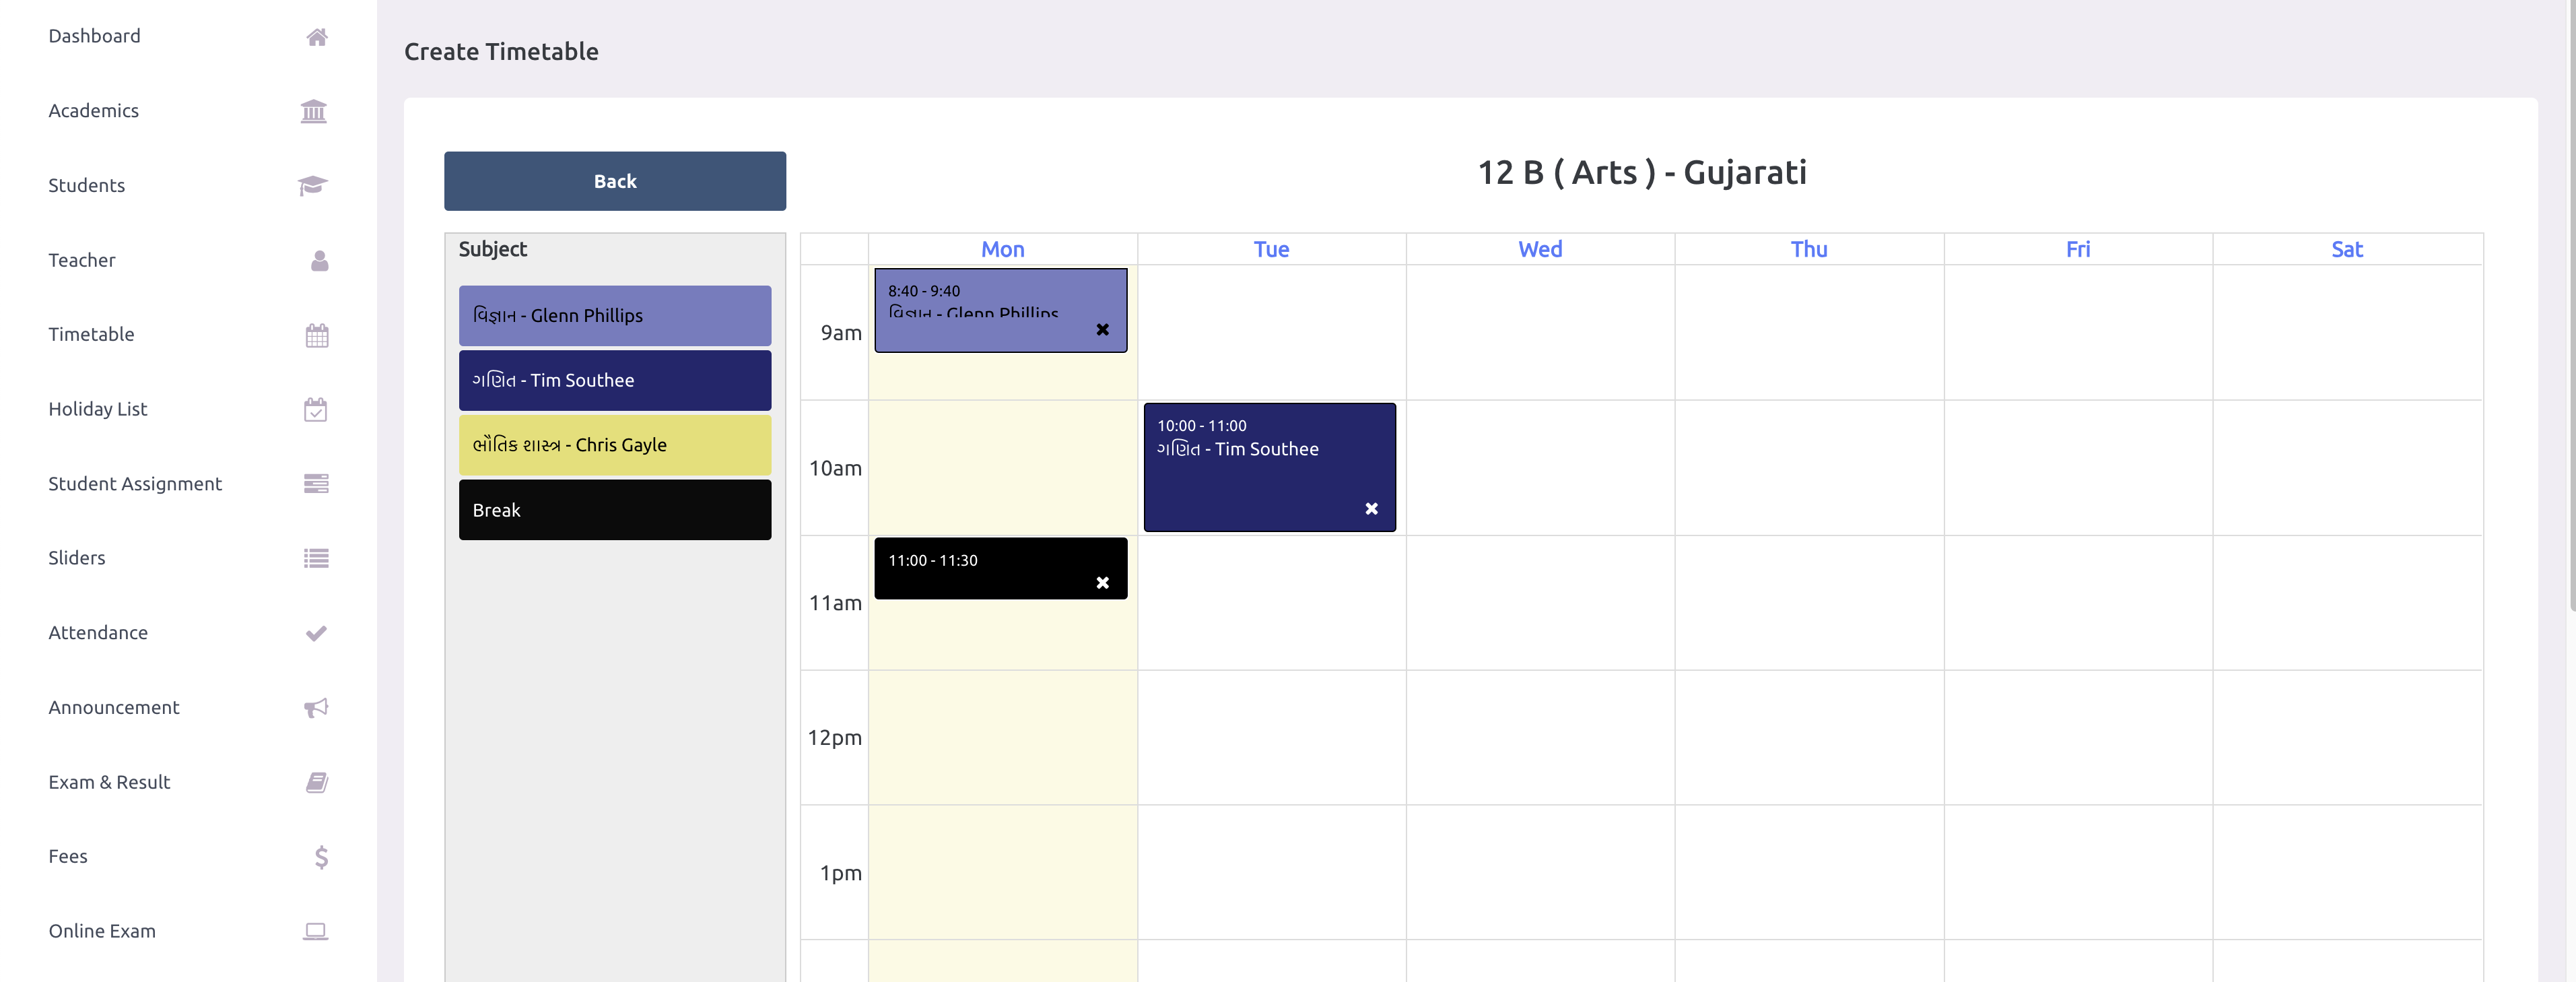 Dashboard
Academics
Students
Teacher
Timetable
Holiday List
Student Assignment
Sliders
Attendance
Announcement
Exam & Result
Fees
Online Exam
Create Timetable
Back
12 B ( Arts ) - Gujarati
Subject
વિજ્ઞાન - Glenn Phillips
ગણિત - Tim Southee
ભૌતિક શાસ્ત્ર - Chris Gayle
Break
Mon Tue Wed Thu Fri Sat
8:40 - 9:40
વિજ્ઞાન - Glenn Phillips
9am
10:00 - 11:00
ગણિત - Tim Southee
10am
11:00 - 11:30
11am
12pm
1pm